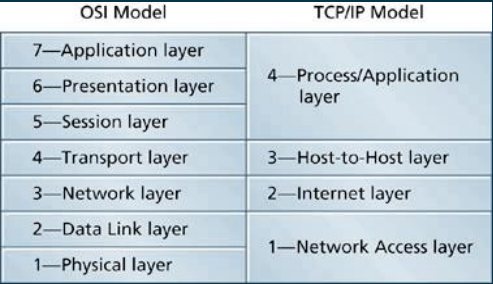 OSI Model
TCP/IP Model
7—Application layer
6—Presentation layer
5—Session layer
4—Process/Application
layer
4—Transport layer
3—Host-to-Host layer
3—Network layer
2—Internet layer
2—Data Link layer
1—Physical layer
1—Network Access layer